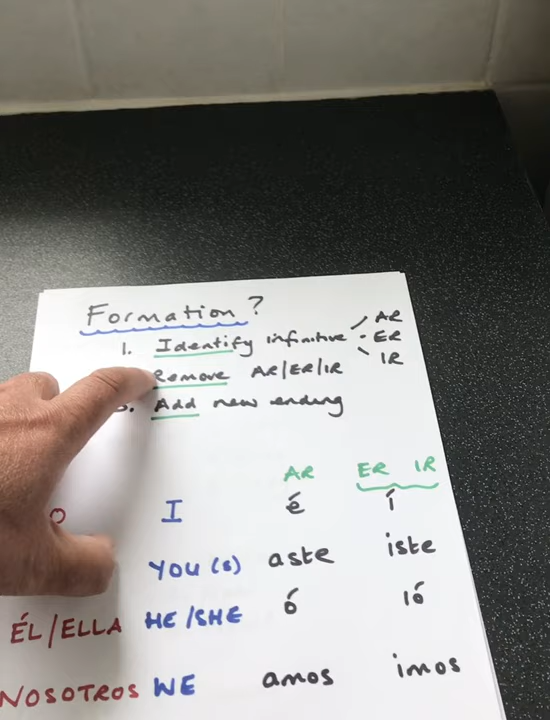 Formation?
1. Identify infinitive AR
ER
IR
Remove AR/ER/IR
3. Add new ending
AR ER IR
O I é í
YOU (s) aste iste
ÉL/ELLA HE/SHE ó ió
NOSOTROS WE amos imos